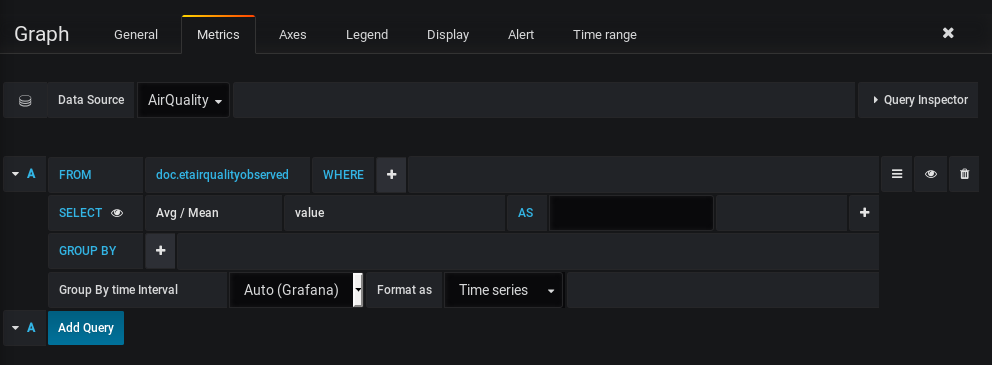 Graph General Metrics Axes Legend Display Alert Time range
Data Source AirQuality Query Inspector
A FROM doc.etairqualityobserved WHERE
SELECT Avg / Mean value AS
GROUP BY
Group By time Interval Auto (Grafana) Format as Time series
A Add Query